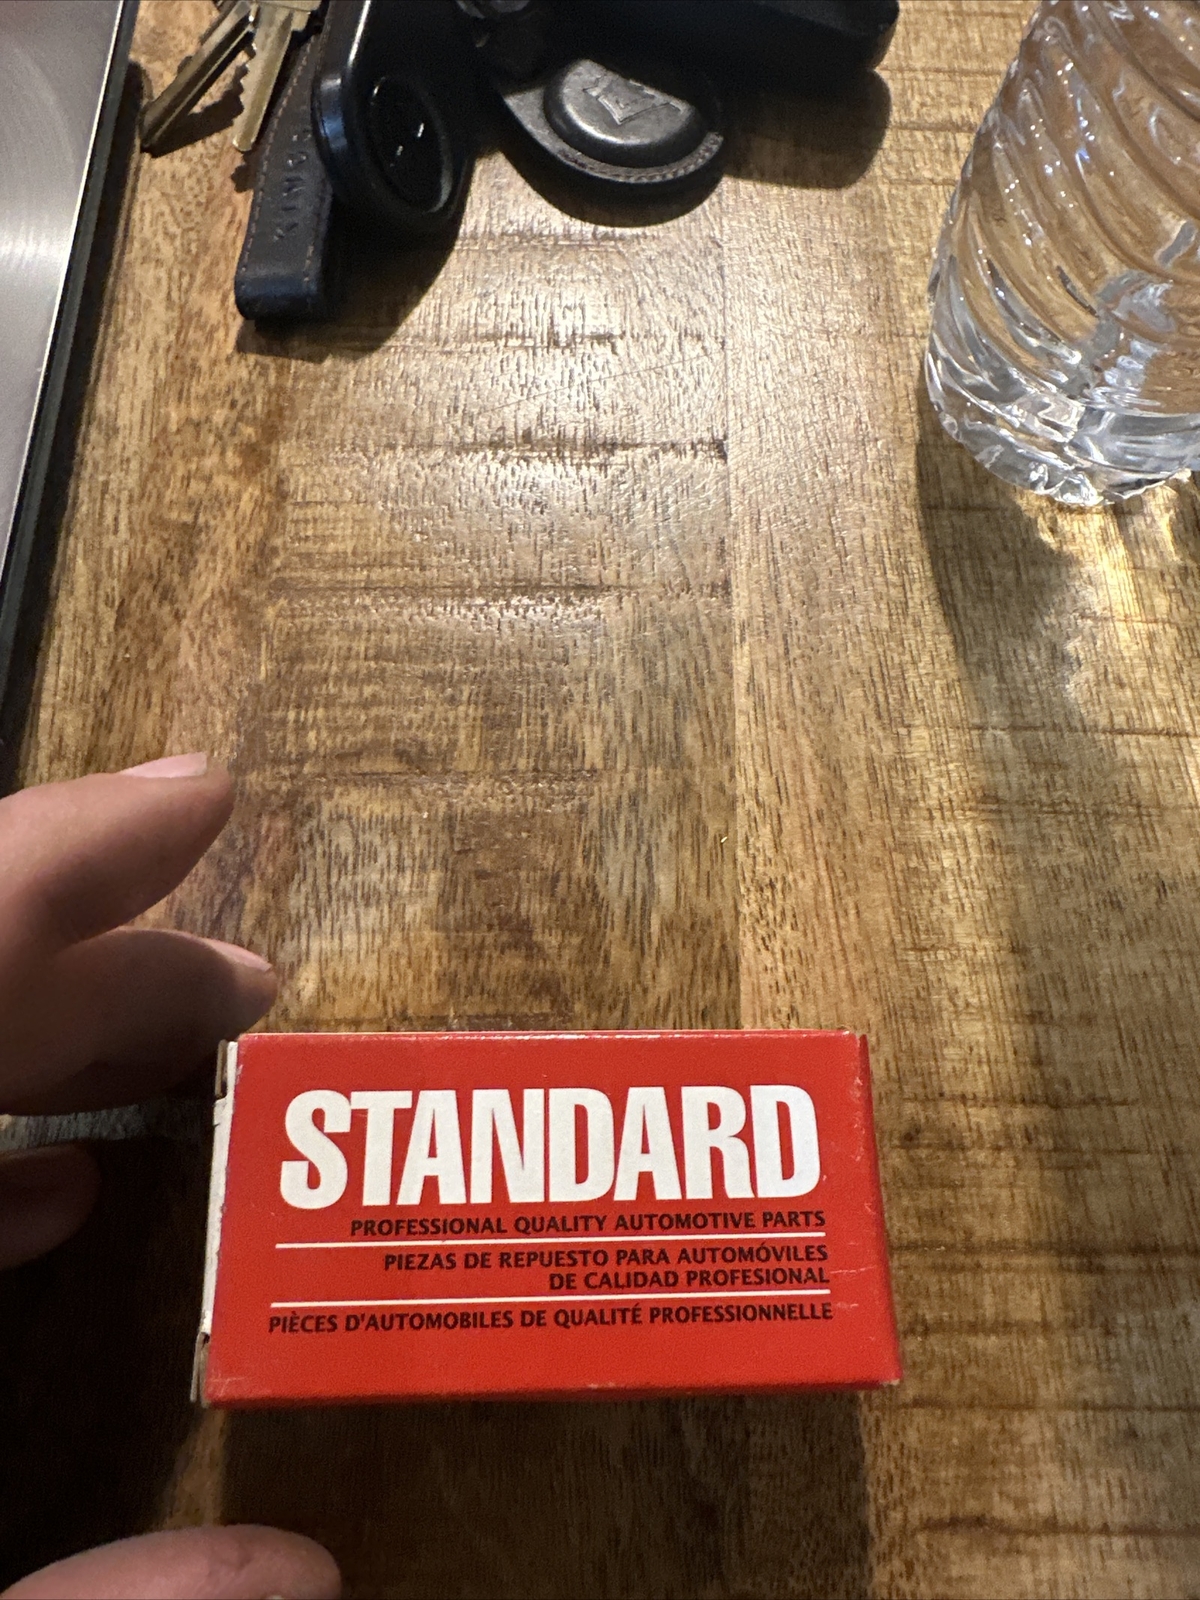 STANDARD
PROFESSIONAL QUALITY AUTOMOTIVE PARTS
PIEZAS DE REPUESTO PARA AUTOMÓVILES
DE CALIDAD PROFESIONAL
PIÈCES D'AUTOMOBILES DE QUALITÉ PROFESSIONNELLE